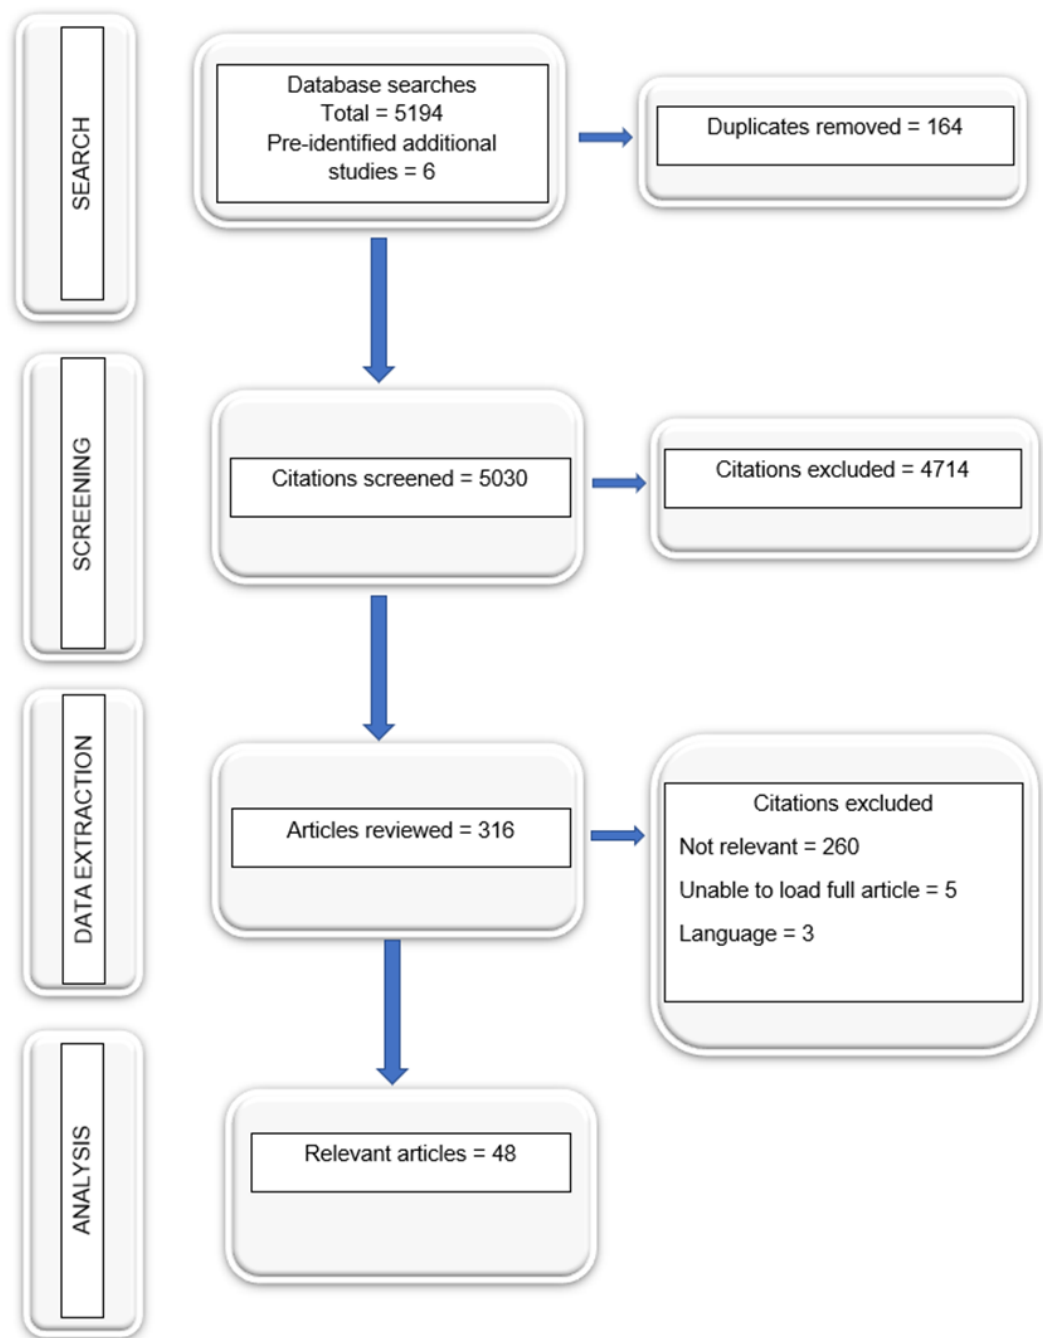 SEARCH
Database searches
Total = 5194
Pre-identified additional
studies = 6
Duplicates removed = 164
SCREENING
Citations screened = 5030
Citations excluded = 4714
DATA EXTRACTION
Articles reviewed = 316
Citations excluded
Not relevant = 260
Unable to load full article = 5
Language = 3
ANALYSIS
Relevant articles = 48